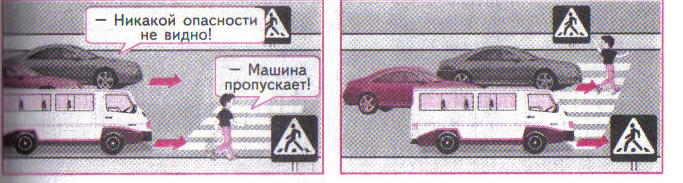 — Никакой опасности
не видно!
— Машина
пропускает!